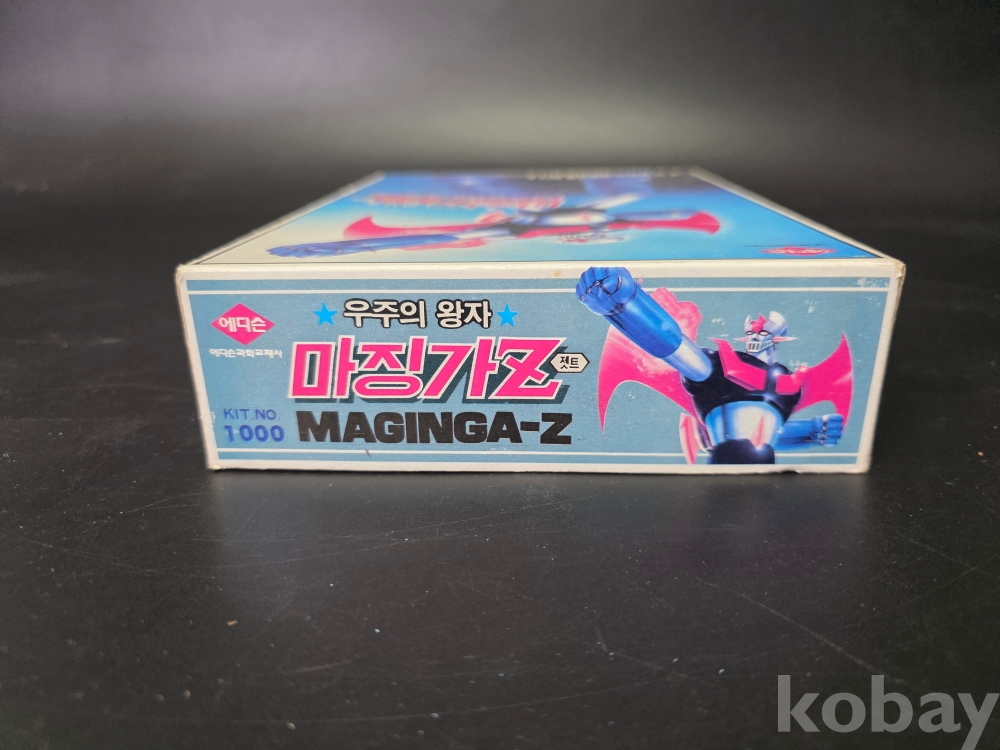 에디슨
에디슨과학교재사
KIT.NO.
1000
★우주의 왕자★
마징가Z
젯트
MAGINGA-Z
kobay